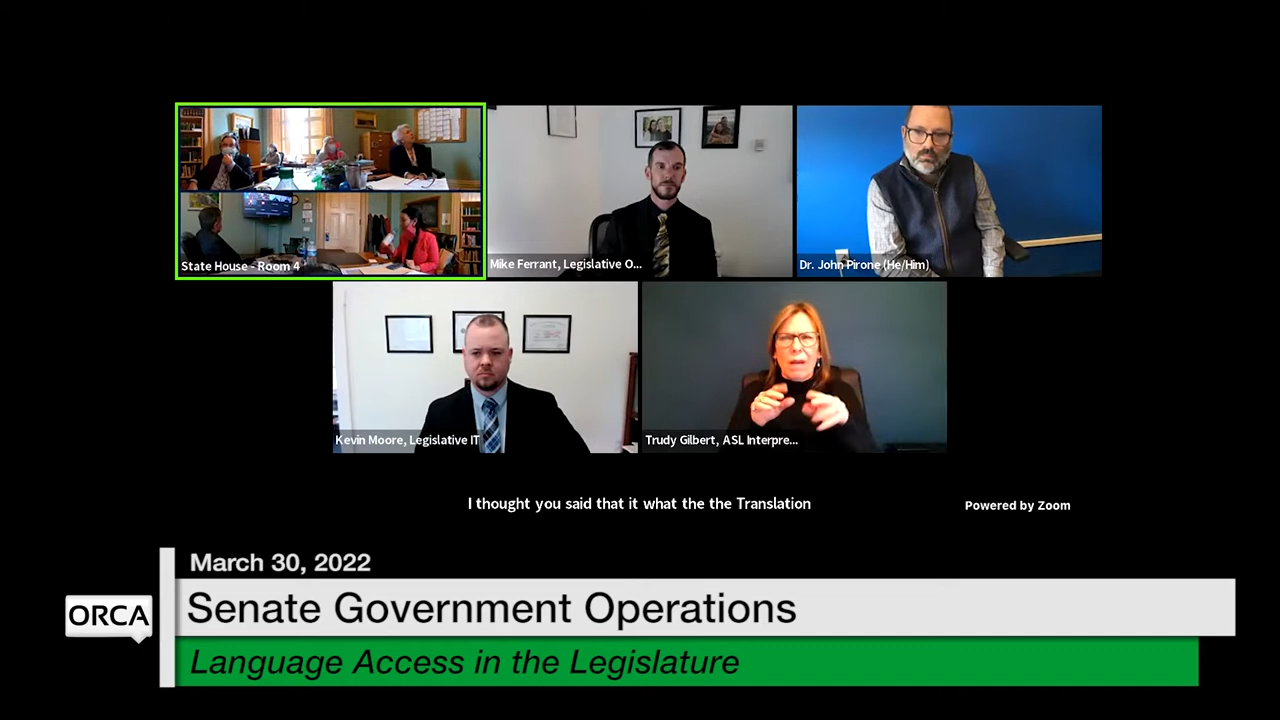 State House - Room 4
Mike Ferrant, Legislative O...
Dr. John Pirone (He/Him)
Kevin Moore, Legislative IT
Trudy Gilbert, ASL Interpre...
I thought you said that it what the the Translation
Powered by Zoom
March 30, 2022
ORCA
Senate Government Operations
Language Access in the Legislature